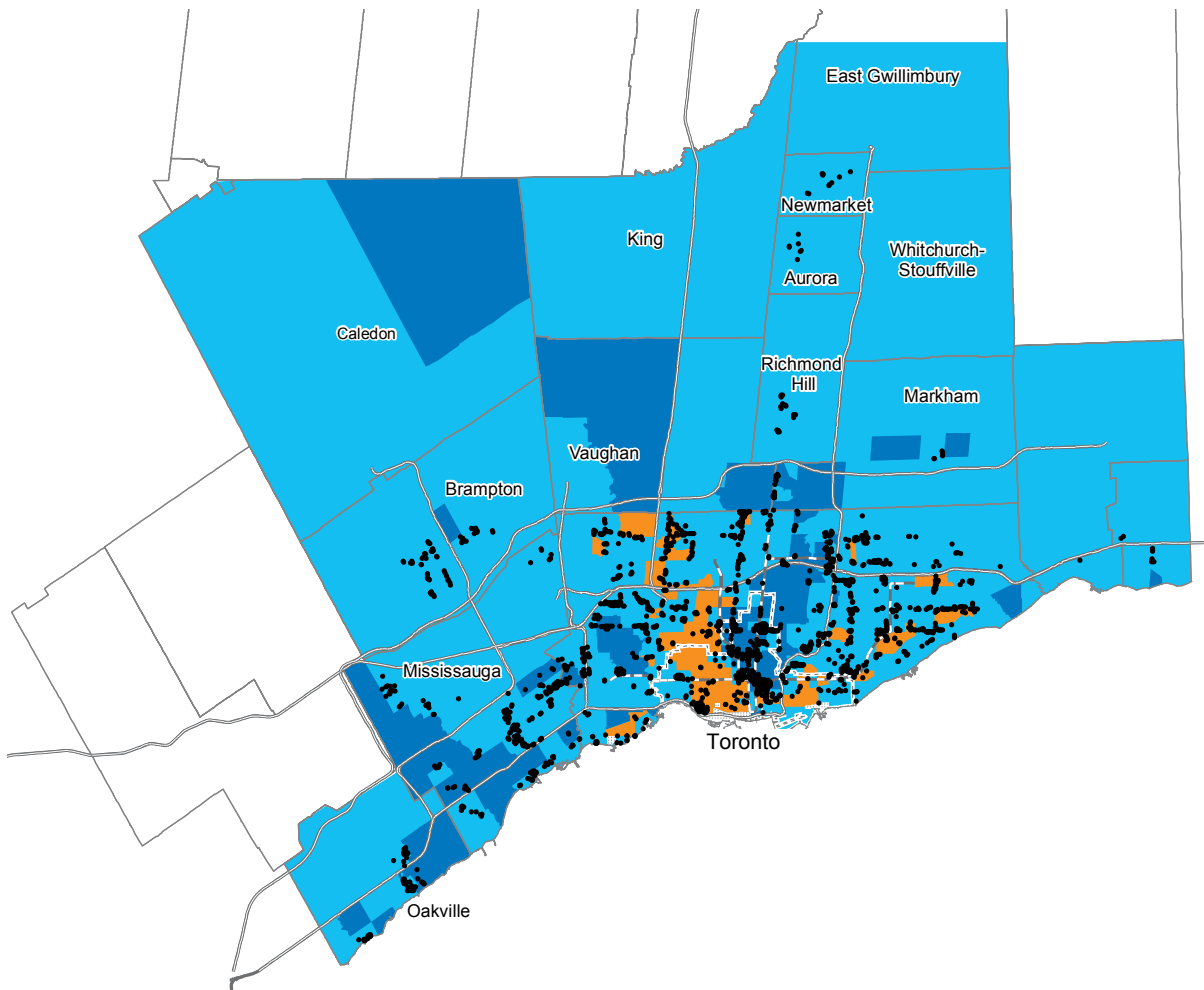 East Gwillimbury
Newmarket
King
Whitchurch-
Stouffville
Aurora
Caledon
Richmond
Hill
Markham
Vaughan
Brampton
Mississauga
Toronto
Oakville